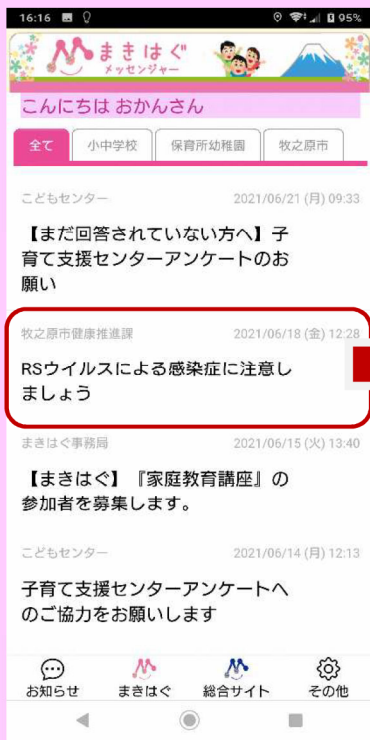 16:16 95%
まきはぐ
メッセンジャー
こんにちは おかんさん
全て 小中学校 保育所幼稚園 牧之原市
こどもセンター 2021/06/21 (月) 09:33
【まだ回答されていない方へ】子
育て支援センターアンケートのお
願い
牧之原市健康推進課 2021/06/18 (金) 12:28
RSウイルスによる感染症に注意し
ましょう
まきはぐ事務局 2021/06/15 (火) 13:40
【まきはぐ】『家庭教育講座』の
参加者を募集します。
こどもセンター 2021/06/14 (月) 12:13
子育て支援センターアンケートへ
のご協力をお願いします
お知らせ まきはぐ 総合サイト その他